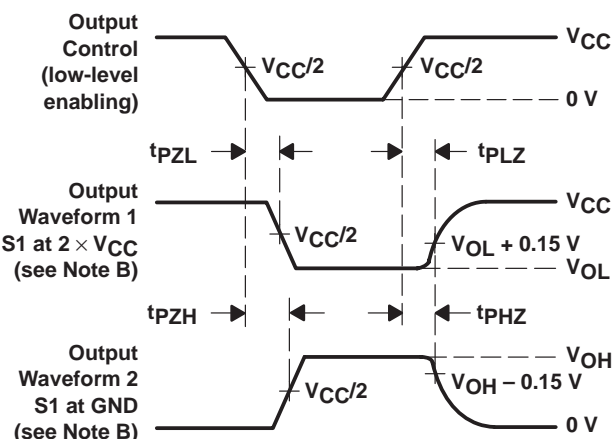 Output
Control
(low-level
enabling)
VCC
VCC/2
VCC/2
0 V
tPZL
tPLZ
Output
Waveform 1
S1 at 2 × VCC
(see Note B)
VCC
VCC/2
VOL + 0.15 V
VOL
tPZH
tPHZ
Output
Waveform 2
S1 at GND
(see Note B)
VOH
VCC/2
VOH − 0.15 V
0 V